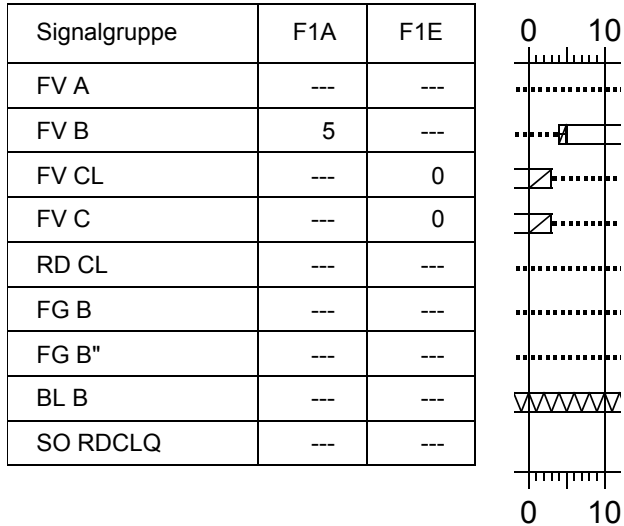 Signalgruppe F1A F1E 0 10
FV A --- ---
FV B 5 ---
FV CL --- 0
FV C --- 0
RD CL --- ---
FG B --- ---
FG B" --- ---
BL B --- ---
SO RDCLQ --- ---
0 10